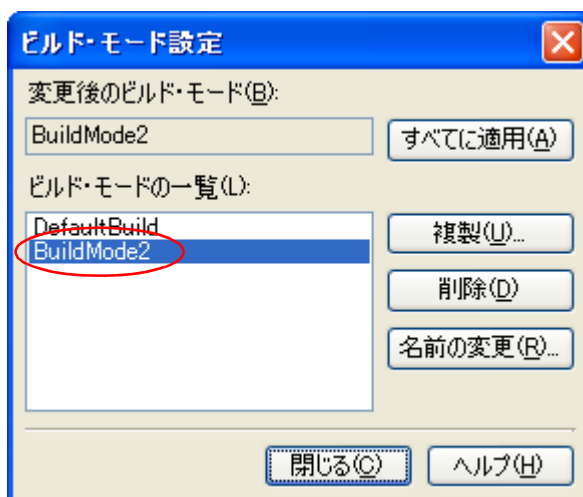 ビルド・モード設定
変更後のビルド・モード(B):
BuildMode2
すべてに適用(A)
ビルド・モードの一覧(L):
DefaultBuild
BuildMode2
複製(U)...
削除(D)
名前の変更(R)...
閉じる(C)
ヘルプ(H)